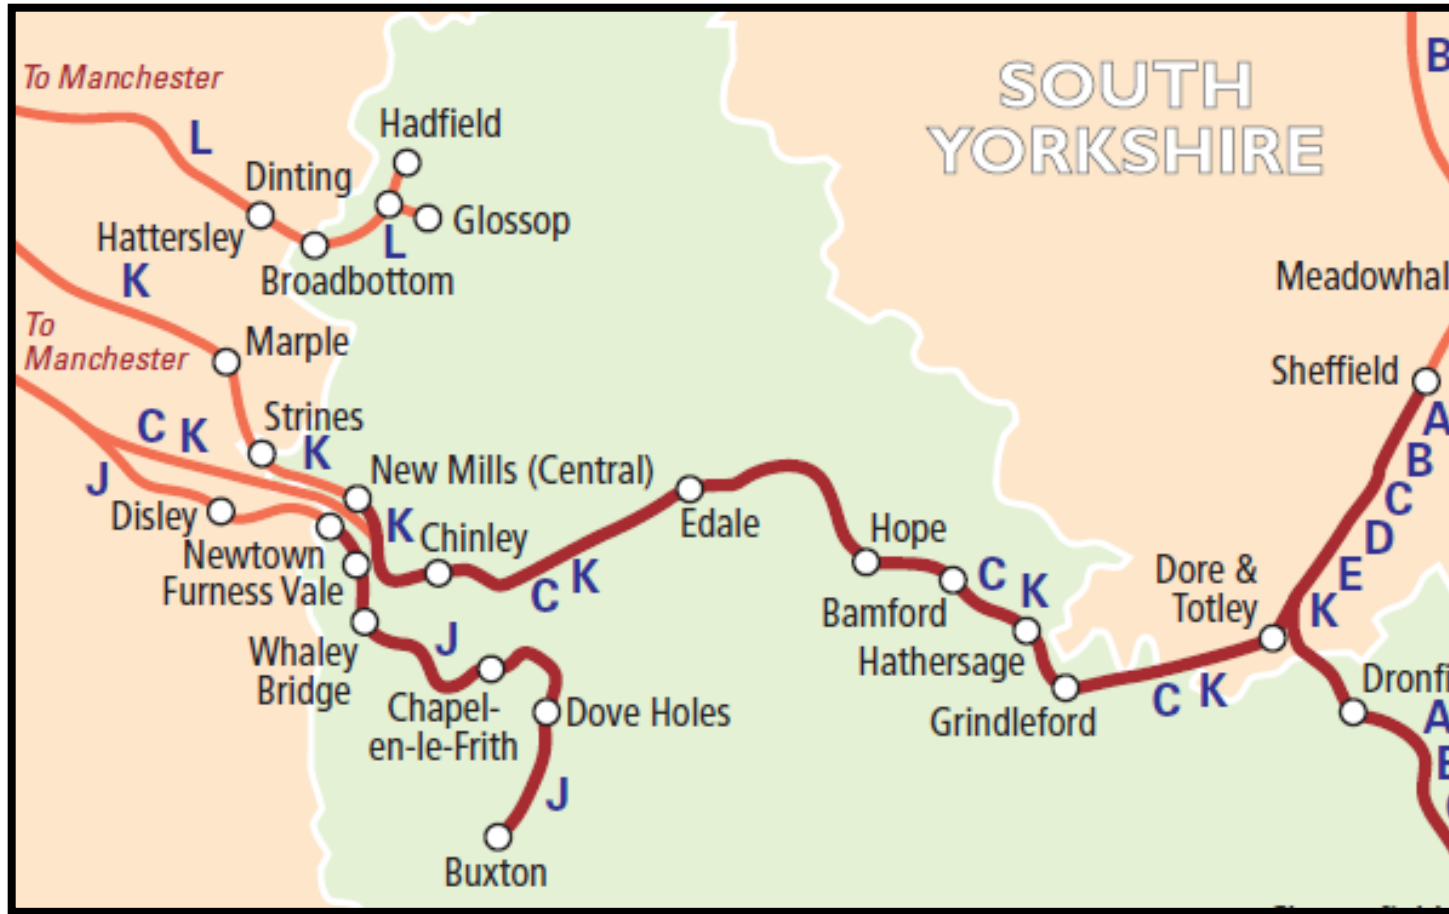 To Manchester
SOUTH
YORKSHIRE
B
L
Hadfield
Dinting
Glossop
Hattersley
L
Broadbottom
K
Meadowhal
To
Manchester
Marple
Sheffield
C K
Strines
K
A
B
C
D
E
K
J
New Mills (Central)
Disley
K
Chinley
Edale
Hope
Newtown
Furness Vale
C K
C K
Bamford
Dore &
Totley
Whaley
Bridge
J
Hathersage
Grindleford
C K
Dronfi
A
Chapel-
en-le-Frith
Dove Holes
J
Buxton